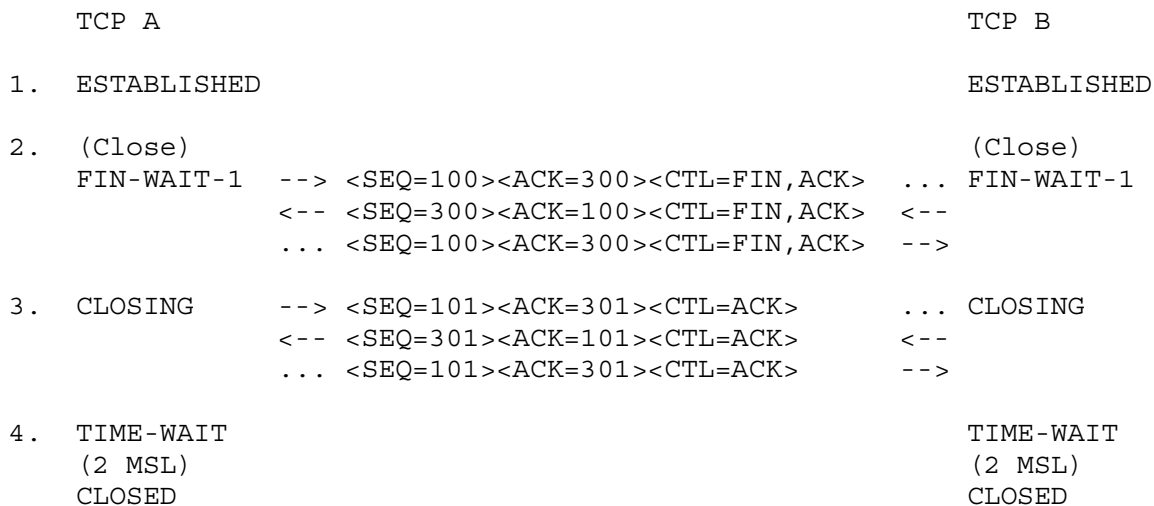 TCP A                                                TCP B
1.  ESTABLISHED                                          ESTABLISHED
2.  (Close)                                              (Close)
    FIN-WAIT-1  --> <SEQ=100><ACK=300><CTL=FIN,ACK>  ... FIN-WAIT-1
                <-- <SEQ=300><ACK=100><CTL=FIN,ACK>  <--
                ... <SEQ=100><ACK=300><CTL=FIN,ACK>  -->
3.  CLOSING     --> <SEQ=101><ACK=301><CTL=ACK>      ... CLOSING
                <-- <SEQ=301><ACK=101><CTL=ACK>      <--
                ... <SEQ=101><ACK=301><CTL=ACK>      -->
4.  TIME-WAIT                                            TIME-WAIT
    (2 MSL)                                              (2 MSL)
    CLOSED                                               CLOSED